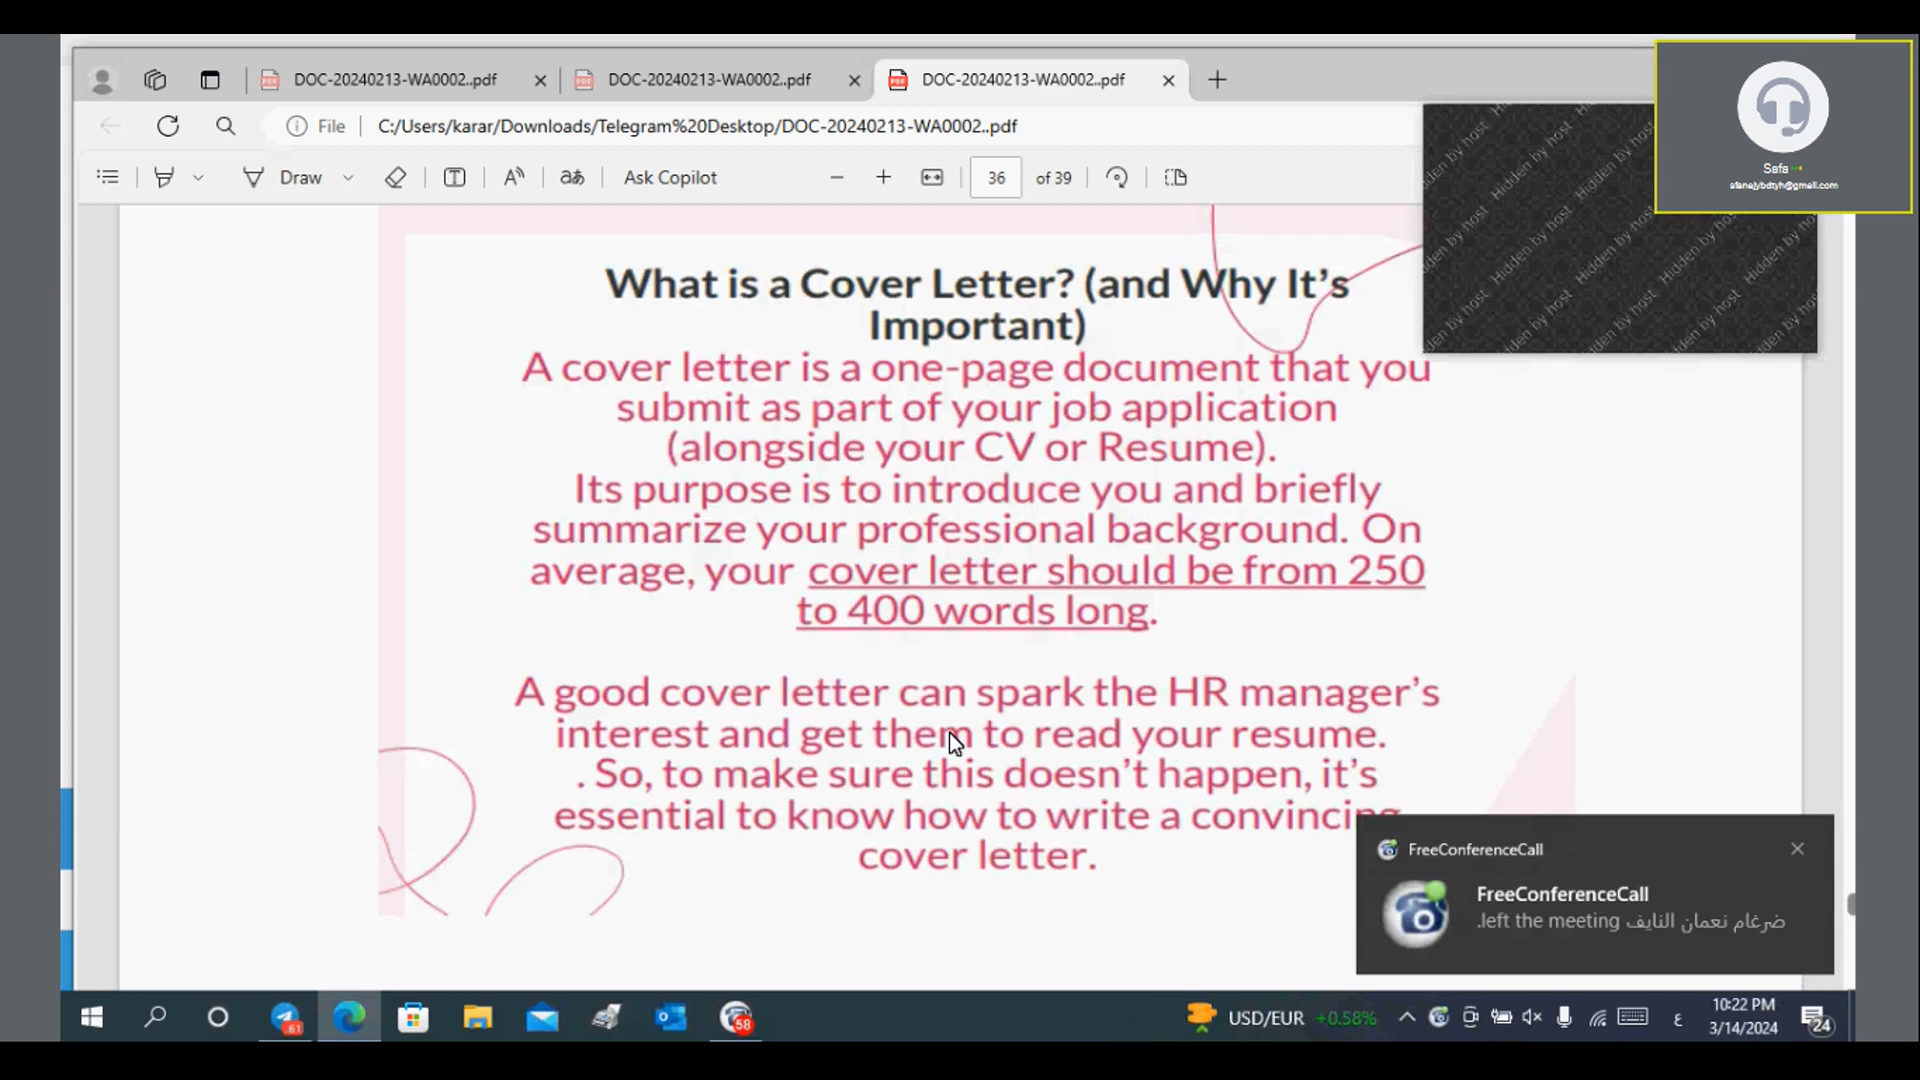 DOC-20240213-WA0002..pdf
DOC-20240213-WA0002..pdf
DOC-20240213-WA0002..pdf
File
C:/Users/karar/Downloads/Telegram%20Desktop/DOC-20240213-WA0002..pdf
Draw
Ask Copilot
36 of 39
Hidden by host
Safa
What is a Cover Letter? (and Why It's
Important)
A cover letter is a one-page document that you
submit as part of your job application
(alongside your CV or Resume).
Its purpose is to introduce you and briefly
summarize your professional background. On
average, your cover letter should be from 250
to 400 words long.
A good cover letter can spark the HR manager's
interest and get them to read your resume.
. So, to make sure this doesn't happen, it's
essential to know how to write a convincing
cover letter.
FreeConferenceCall
FreeConferenceCall
.left the meeting ضرغام نعمان النايف
61
58
USD/EUR +0.58%
ع
10:22 PM
3/14/2024
24